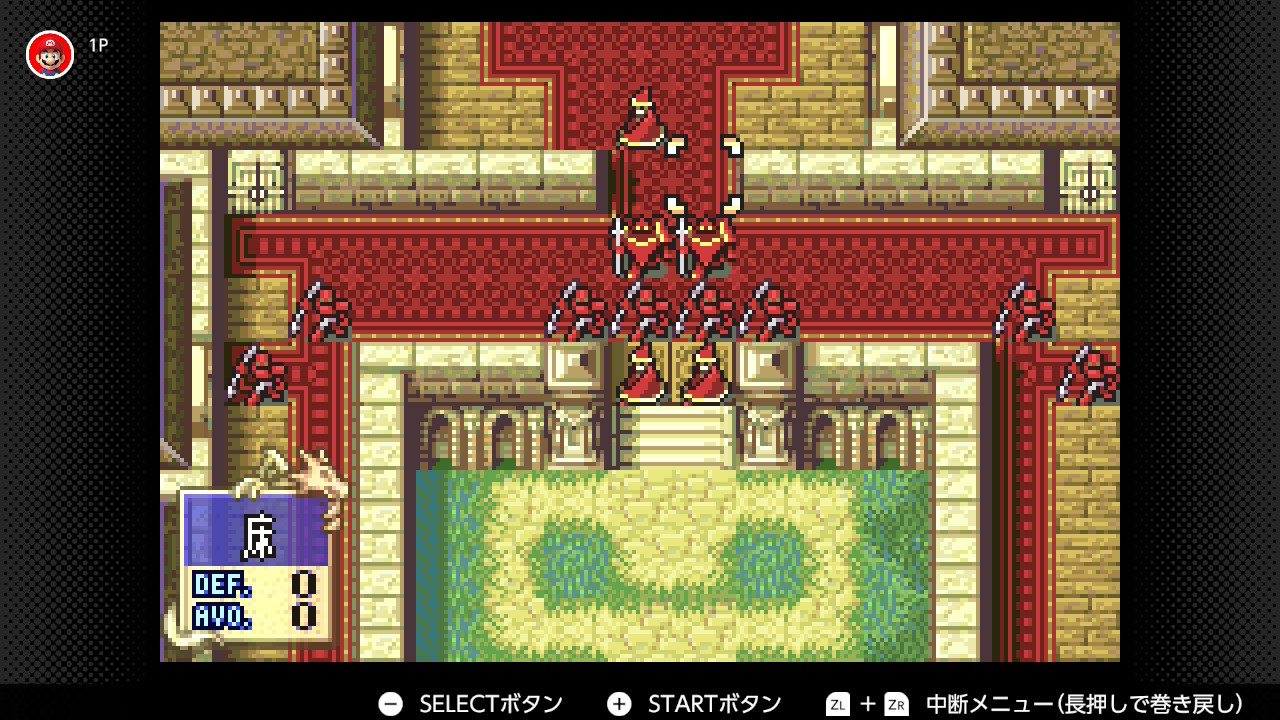 1P
床
DEF. 0
AVO. 0
− SELECTボタン + STARTボタン ZL + ZR 中断メニュー(長押しで巻き戻し)